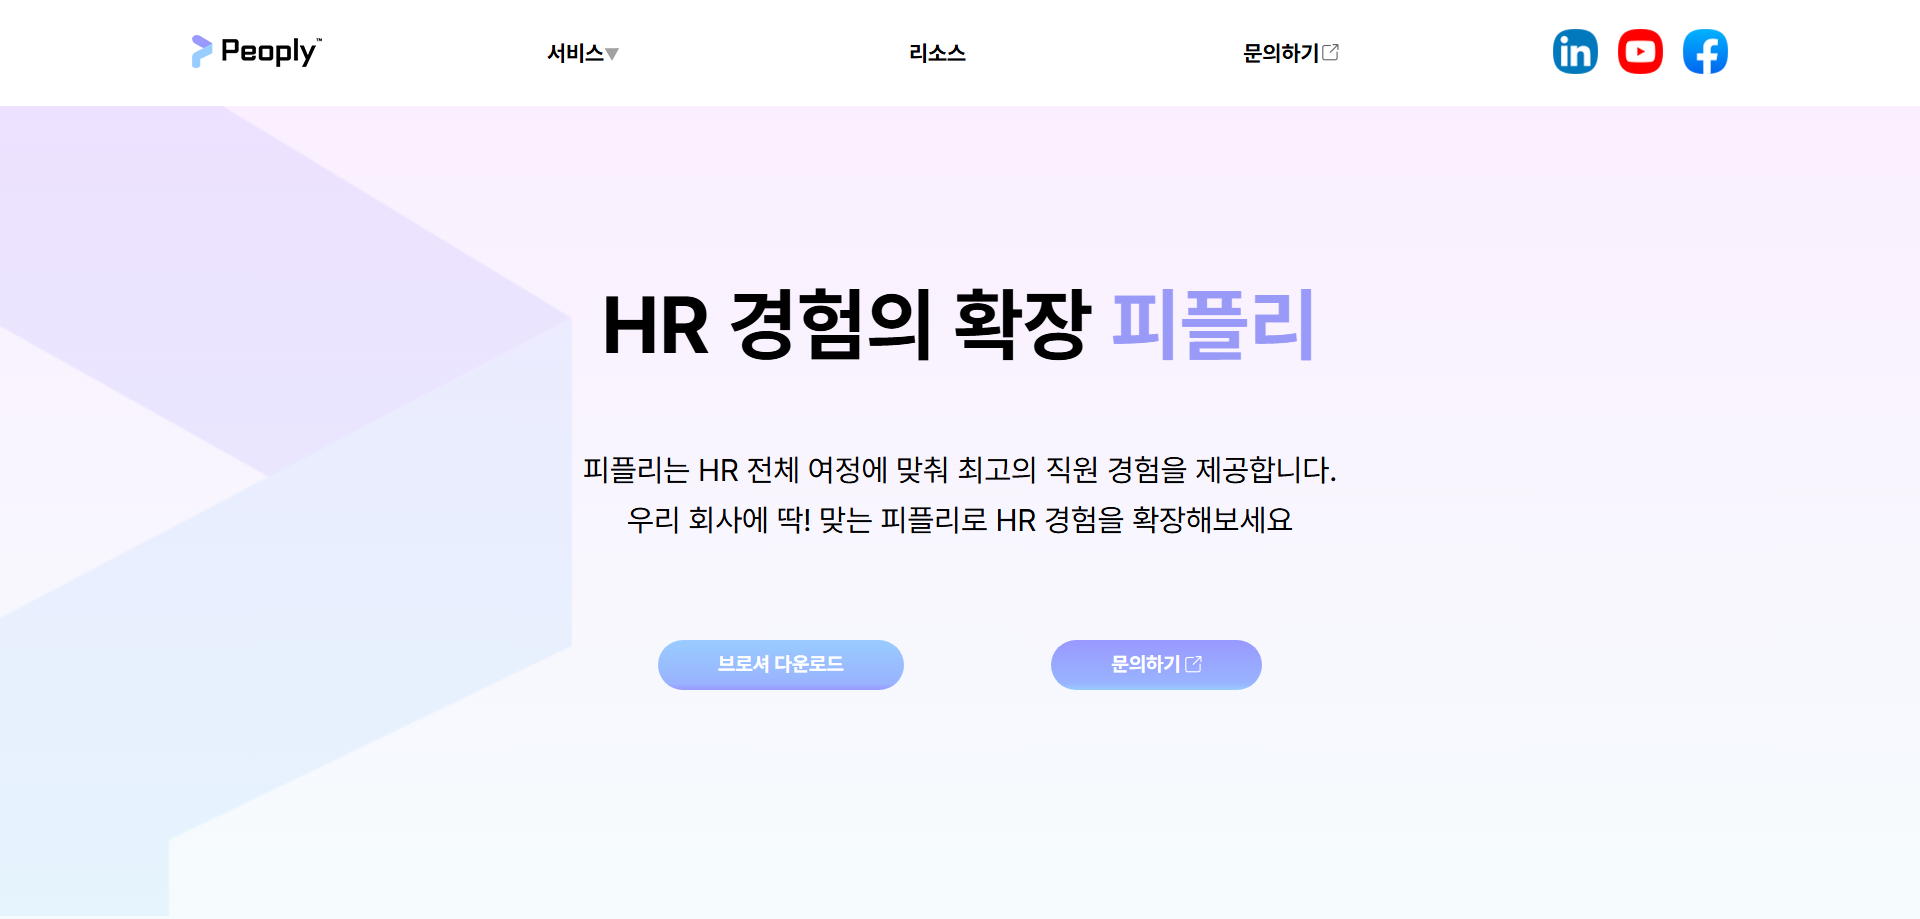 Peoply™
서비스▼
리소스
문의하기
HR 경험의 확장 피플리
피플리는 HR 전체 여정에 맞춰 최고의 직원 경험을 제공합니다.
우리 회사에 딱! 맞는 피플리로 HR 경험을 확장해보세요
브로셔 다운로드
문의하기